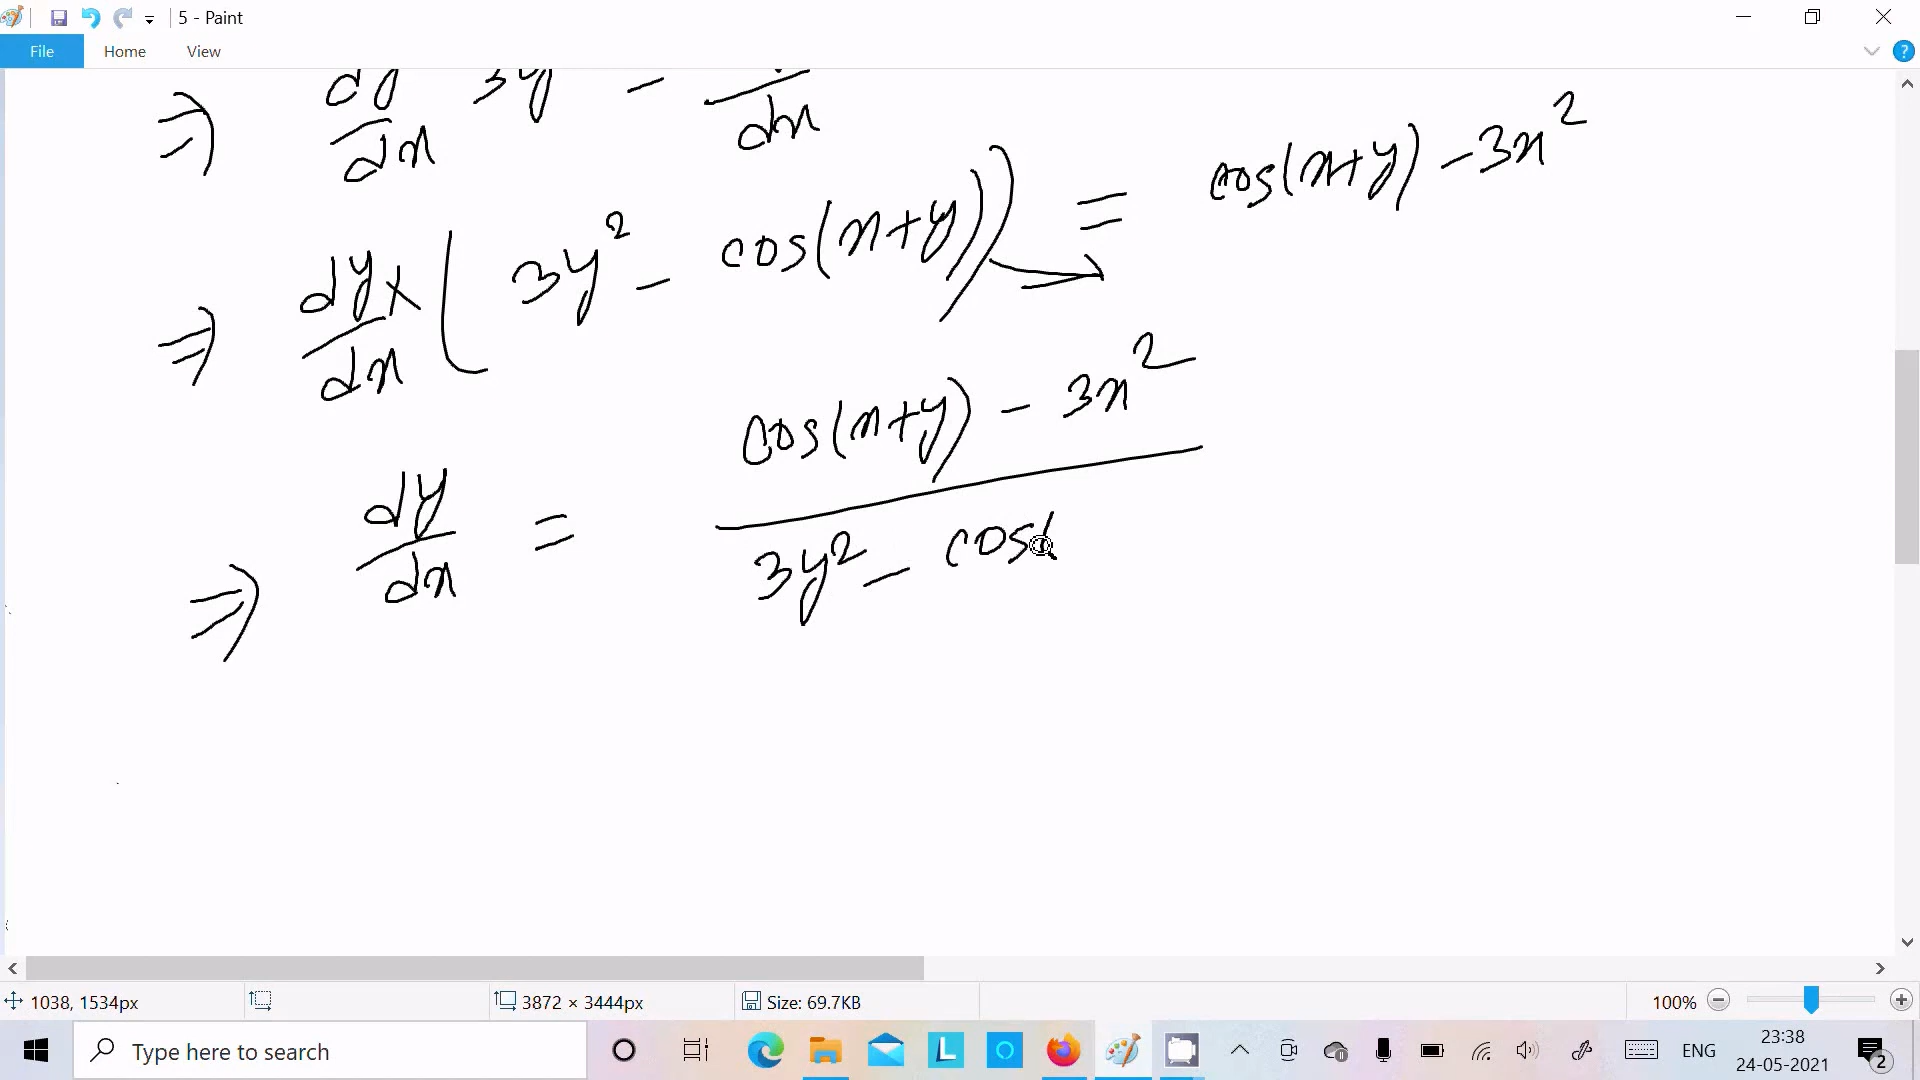 5 - Paint
File Home View
⇒ dy/dx 3y - /dx
⇒ dy/dx × (3y² - cos(x+y)) = cos(x+y) - 3x²
⇒ dy/dx = cos(x+y) - 3x² / 3y² - cos(
1038, 1534px 3872 × 3444px Size: 69.7KB 100%
Type here to search ENG 23:38
24-05-2021 2